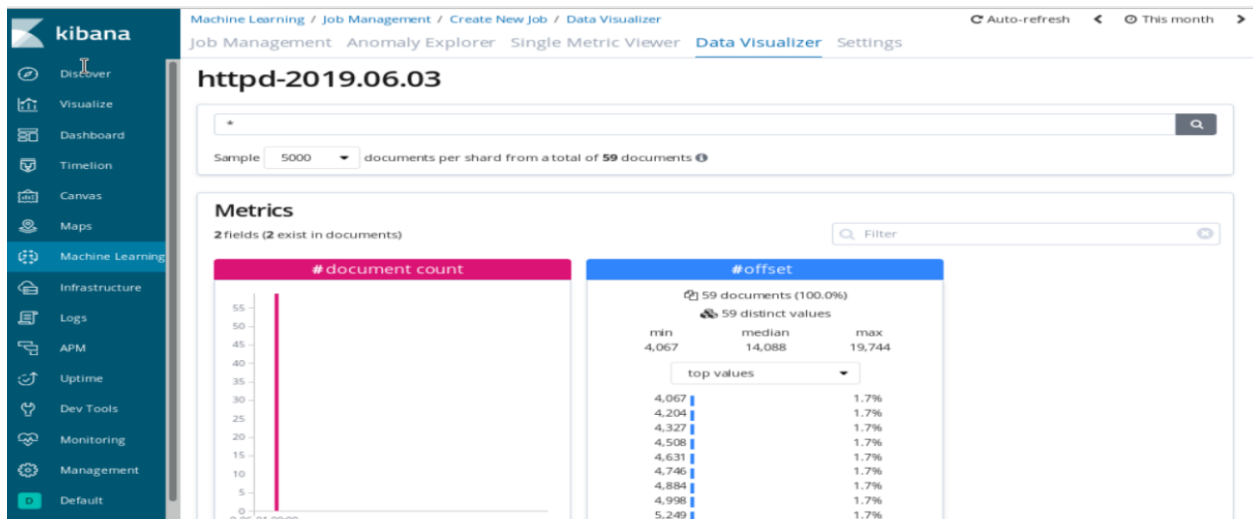 Machine Learning / Job Management / Create New Job / Data Visualizer
C Auto-refresh This month
kibana
Job Management Anomaly Explorer Single Metric Viewer Data Visualizer Settings
Discover
httpd-2019.06.03
Visualize
*
Dashboard
Sample 5000 documents per shard from a total of 59 documents
Timelion
Canvas
Metrics
Maps
2 fields (2 exist in documents)
Filter
Machine Learning
# document count
# offset
Infrastructure
59 documents (100.0%)
59 distinct values
Logs
min median max
APM
4,067 14,088 19,744
top values
Uptime
Dev Tools
Monitoring
Management
D Default
55
50
45
40
35
30
25
20
15
10
5
0
4,067 1.7%
4,204 1.7%
4,327 1.7%
4,508 1.7%
4,631 1.7%
4,746 1.7%
4,884 1.7%
4,998 1.7%
5,249 1.7%